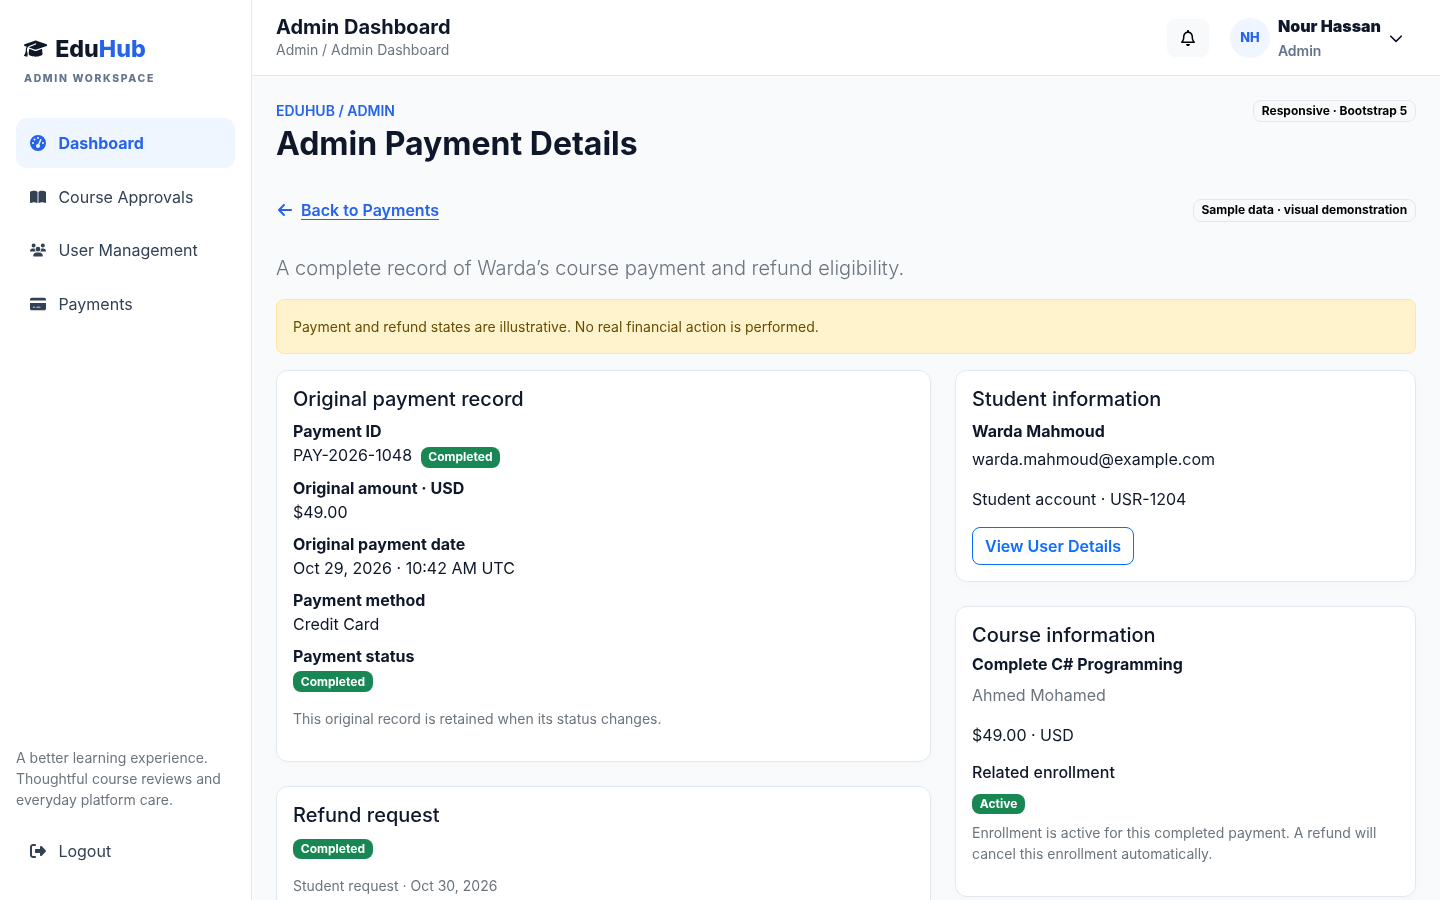 EduHub
ADMIN WORKSPACE
Dashboard
Course Approvals
User Management
Payments
A better learning experience.
Thoughtful course reviews and
everyday platform care.
Logout
Admin Dashboard
Admin / Admin Dashboard
NH
Nour Hassan
Admin
EDUHUB / ADMIN
Responsive · Bootstrap 5
Admin Payment Details
Back to Payments
Sample data · visual demonstration
A complete record of Warda’s course payment and refund eligibility.
Payment and refund states are illustrative. No real financial action is performed.
Original payment record
Payment ID
PAY-2026-1048 Completed
Original amount · USD
$49.00
Original payment date
Oct 29, 2026 · 10:42 AM UTC
Payment method
Credit Card
Payment status
Completed
This original record is retained when its status changes.
Refund request
Completed
Student request · Oct 30, 2026
Student information
Warda Mahmoud
warda.mahmoud@example.com
Student account · USR-1204
View User Details
Course information
Complete C# Programming
Ahmed Mohamed
$49.00 · USD
Related enrollment
Active
Enrollment is active for this completed payment. A refund will
cancel this enrollment automatically.